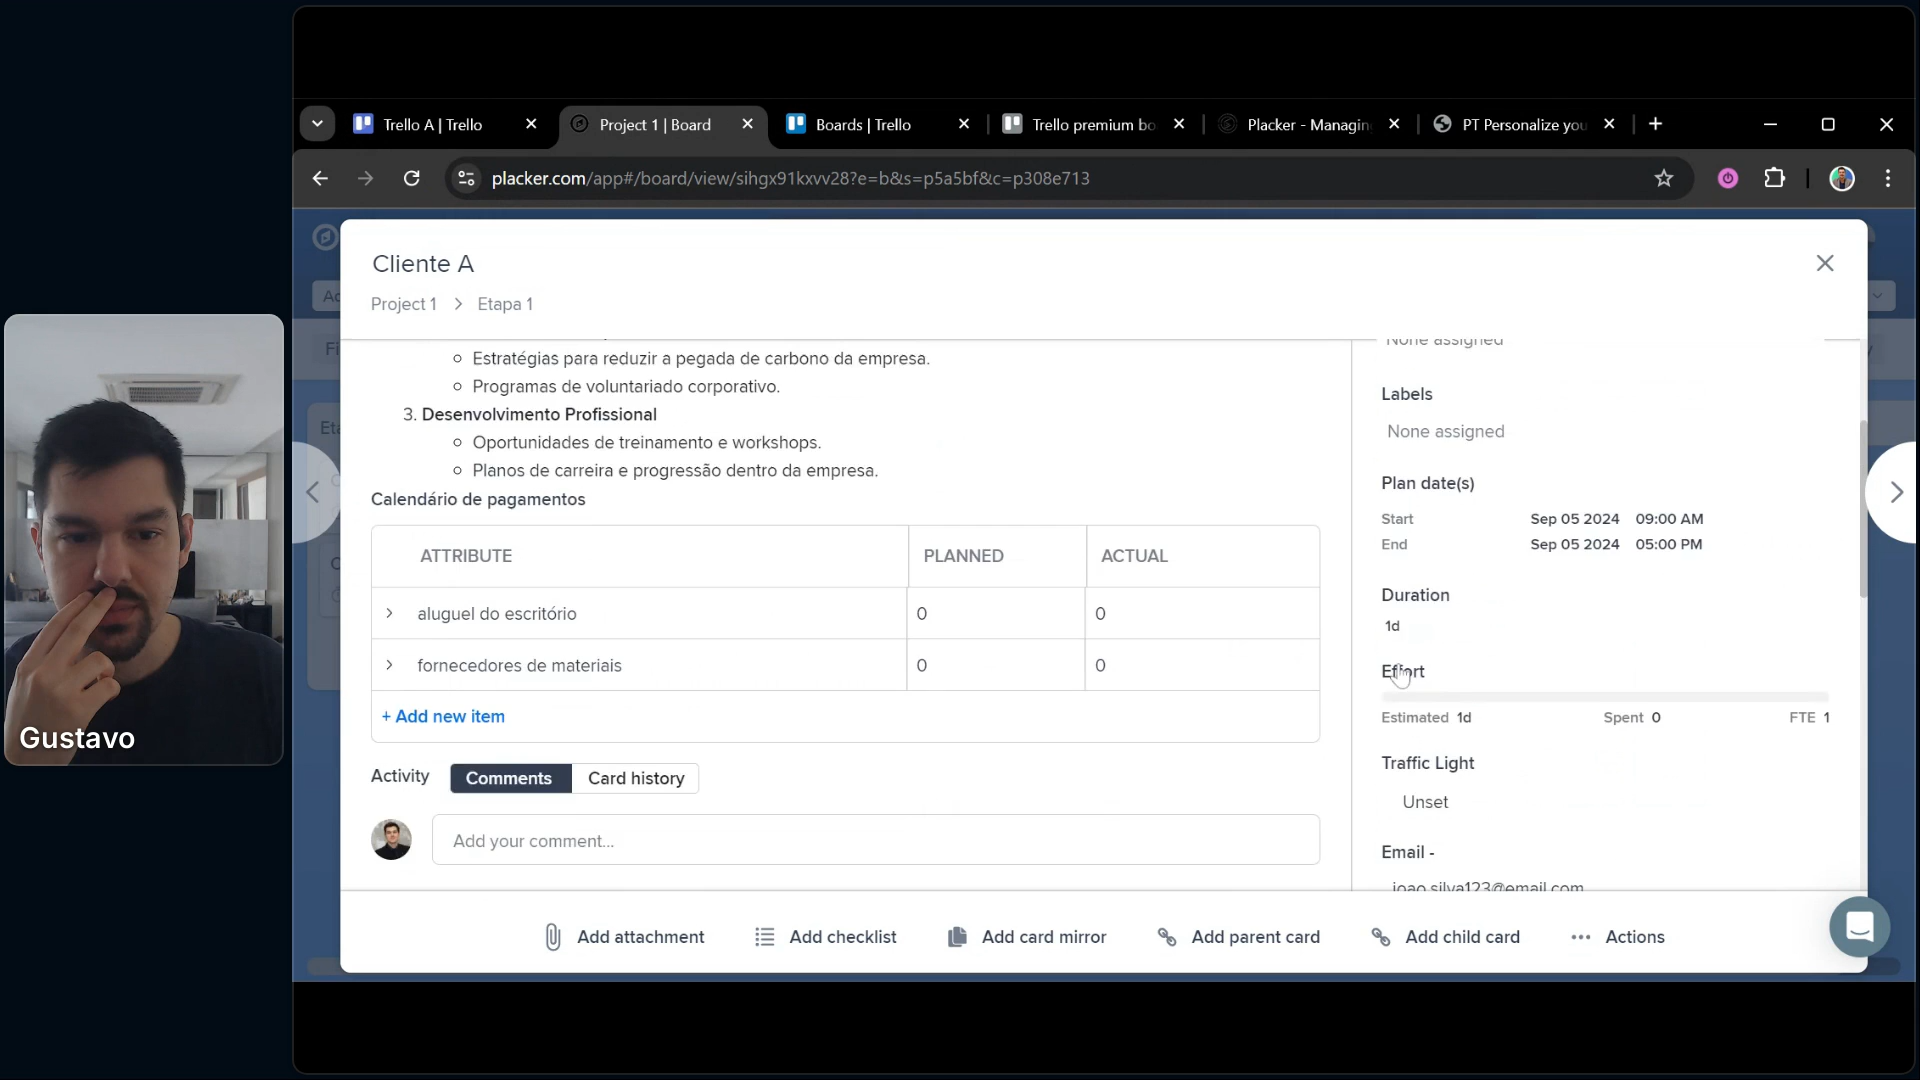 Trello A | Trello
Project 1 | Board
Boards | Trello
Trello premium bo
Placker - Managin
PT Personalize you
placker.com/app#/board/view/sihgx91kxvv28?e=b&s=p5a5bf&c=p308e713
Cliente A
Project 1 > Etapa 1
Estratégias para reduzir a pegada de carbono da empresa.
Programas de voluntariado corporativo.
3. Desenvolvimento Profissional
Oportunidades de treinamento e workshops.
Planos de carreira e progressão dentro da empresa.
Calendário de pagamentos
ATTRIBUTE PLANNED ACTUAL
aluguel do escritório 0 0
fornecedores de materiais 0 0
+ Add new item
Activity Comments Card history
Add your comment...
None assigned
Labels
None assigned
Plan date(s)
Start Sep 05 2024 09:00 AM
End Sep 05 2024 05:00 PM
Duration
1d
Effort
Estimated 1d Spent 0 FTE 1
Traffic Light
Unset
Email -
joao.silva123@email.com
Add attachment
Add checklist
Add card mirror
Add parent card
Add child card
Actions
Gustavo